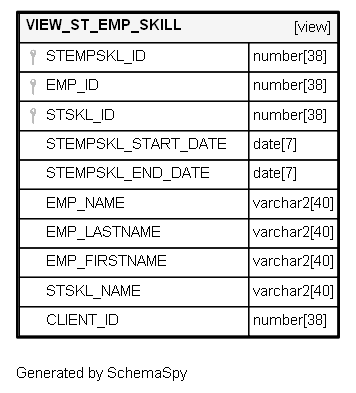 VIEW_ST_EMP_SKILL [view]
STEMPSKL_ID number[38]
EMP_ID number[38]
STSKL_ID number[38]
STEMPSKL_START_DATE date[7]
STEMPSKL_END_DATE date[7]
EMP_NAME varchar2[40]
EMP_LASTNAME varchar2[40]
EMP_FIRSTNAME varchar2[40]
STSKL_NAME varchar2[40]
CLIENT_ID number[38]
Generated by SchemaSpy